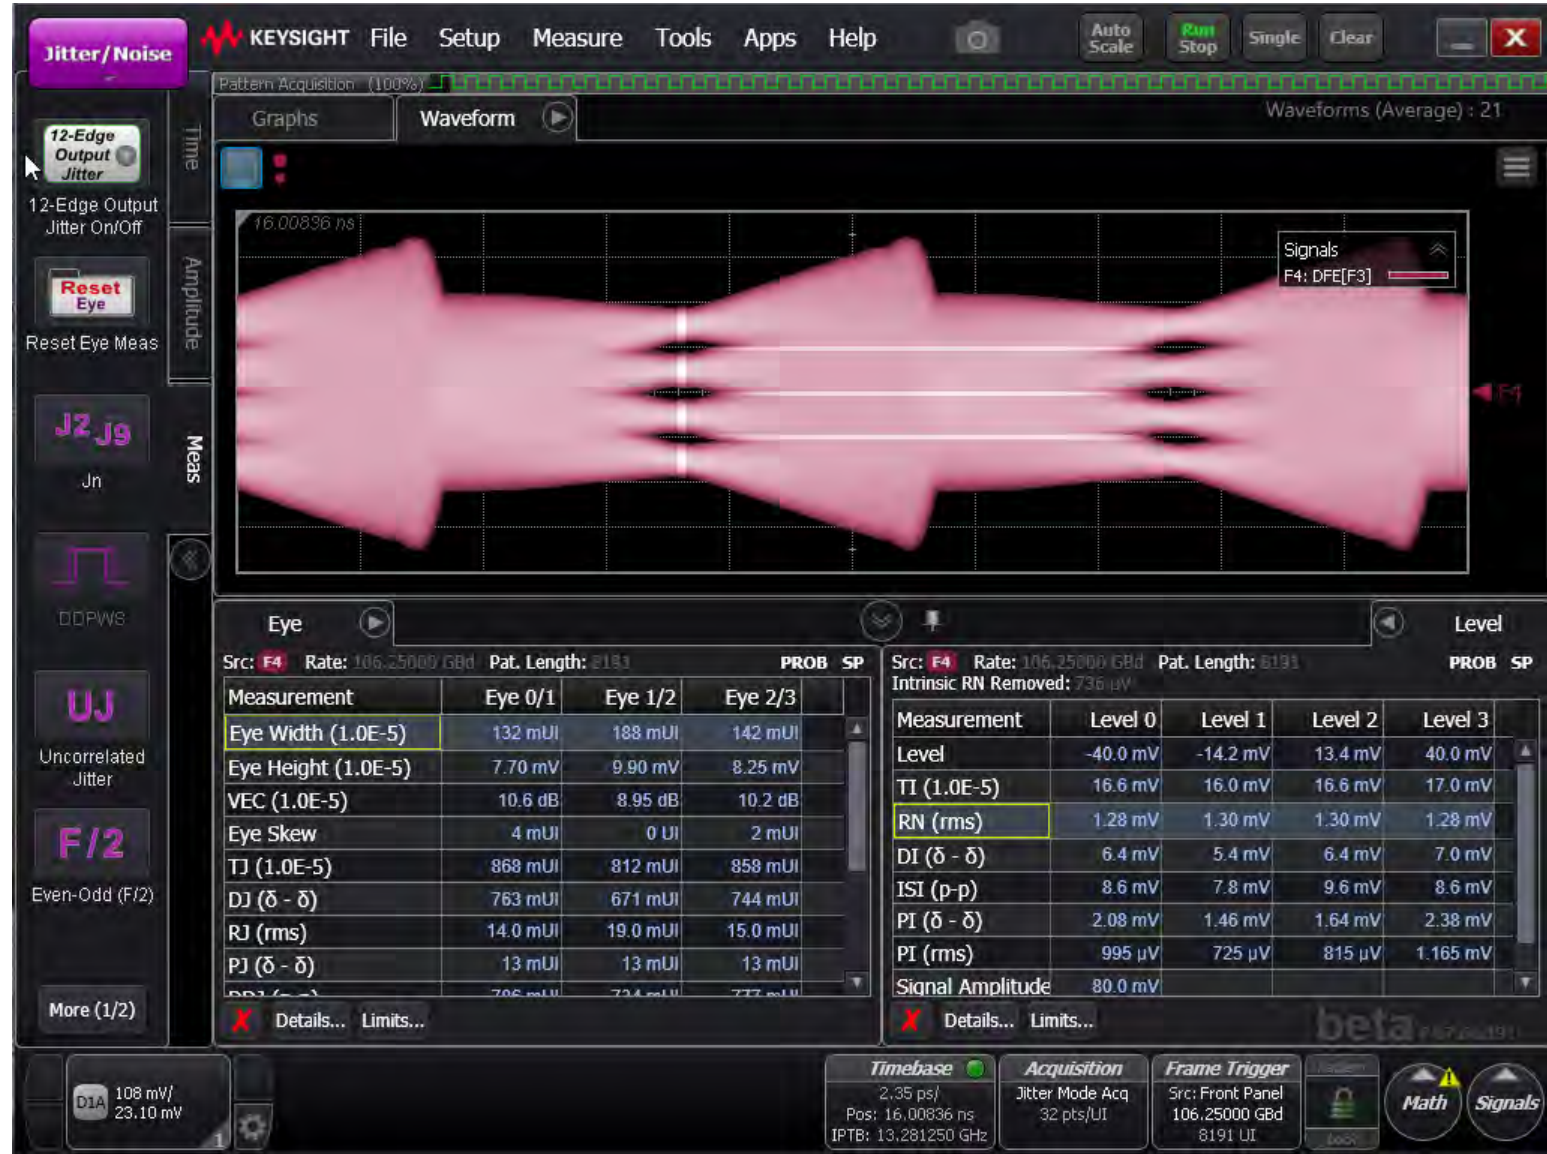 Jitter/Noise
KEYSIGHT File Setup Measure Tools Apps Help
Auto Scale
Run Stop
Single
Clear
X
Pattern Acquisition (100%)
Graphs
Waveform
Waveforms (Average) : 21
12-Edge
Output
Jitter
12-Edge Output
Jitter On/Off
Reset
Eye
Reset Eye Meas
J2 J9
Jn
DDPWS
UJ
Uncorrelated
Jitter
F/2
Even-Odd (F/2)
More (1/2)
Time
Amplitude
Meas
16.00836 ns
Signals
F4: DFE[F3]
F4
Eye
Src: F4 Rate: 106.25000 GBd Pat. Length: 8191 PROB SP
Measurement Eye 0/1 Eye 1/2 Eye 2/3
Eye Width (1.0E-5) 132 mUI 188 mUI 142 mUI
Eye Height (1.0E-5) 7.70 mV 9.90 mV 8.25 mV
VEC (1.0E-5) 10.6 dB 8.95 dB 10.2 dB
Eye Skew 4 mUI 0 UI 2 mUI
TJ (1.0E-5) 868 mUI 812 mUI 858 mUI
DJ (δ - δ) 763 mUI 671 mUI 744 mUI
RJ (rms) 14.0 mUI 19.0 mUI 15.0 mUI
PJ (δ - δ) 13 mUI 13 mUI 13 mUI
X Details... Limits...
Level
Src: F4 Rate: 106.25000 GBd Pat. Length: 8191 PROB SP
Intrinsic RN Removed: 736 µV
Measurement Level 0 Level 1 Level 2 Level 3
Level -40.0 mV -14.2 mV 13.4 mV 40.0 mV
TI (1.0E-5) 16.6 mV 16.0 mV 16.6 mV 17.0 mV
RN (rms) 1.28 mV 1.30 mV 1.30 mV 1.28 mV
DI (δ - δ) 6.4 mV 5.4 mV 6.4 mV 7.0 mV
ISI (p-p) 8.6 mV 7.8 mV 9.6 mV 8.6 mV
PI (δ - δ) 2.08 mV 1.46 mV 1.64 mV 2.38 mV
PI (rms) 995 µV 725 µV 815 µV 1.165 mV
Signal Amplitude 80.0 mV
X Details... Limits...
beta
D1A 108 mV/
23.10 mV
1
Timebase
2.35 ps/
Pos: 16.00836 ns
IPTB: 13.281250 GHz
Acquisition
Jitter Mode Acq
32 pts/UI
Frame Trigger
Src: Front Panel
106.25000 GBd
8191 UI
Math
Signals